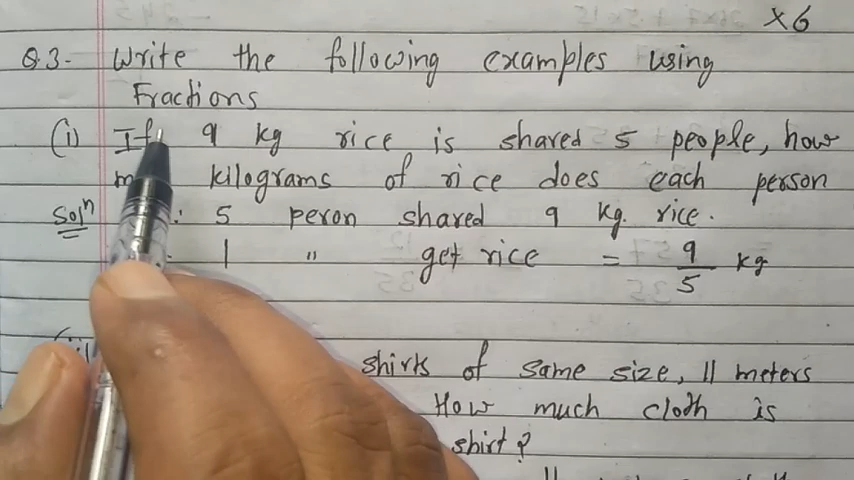 ×6
Q.3- Write the following examples using
Fractions
(i) If 9 kg rice is shared 5 people, how
kilograms of rice does each person
Solⁿ ∵ 5 peron shared 9 kg. rice.
1 " get rice = 9/5 kg
shirts of same size, 11 meters
How much cloth is
shirt?